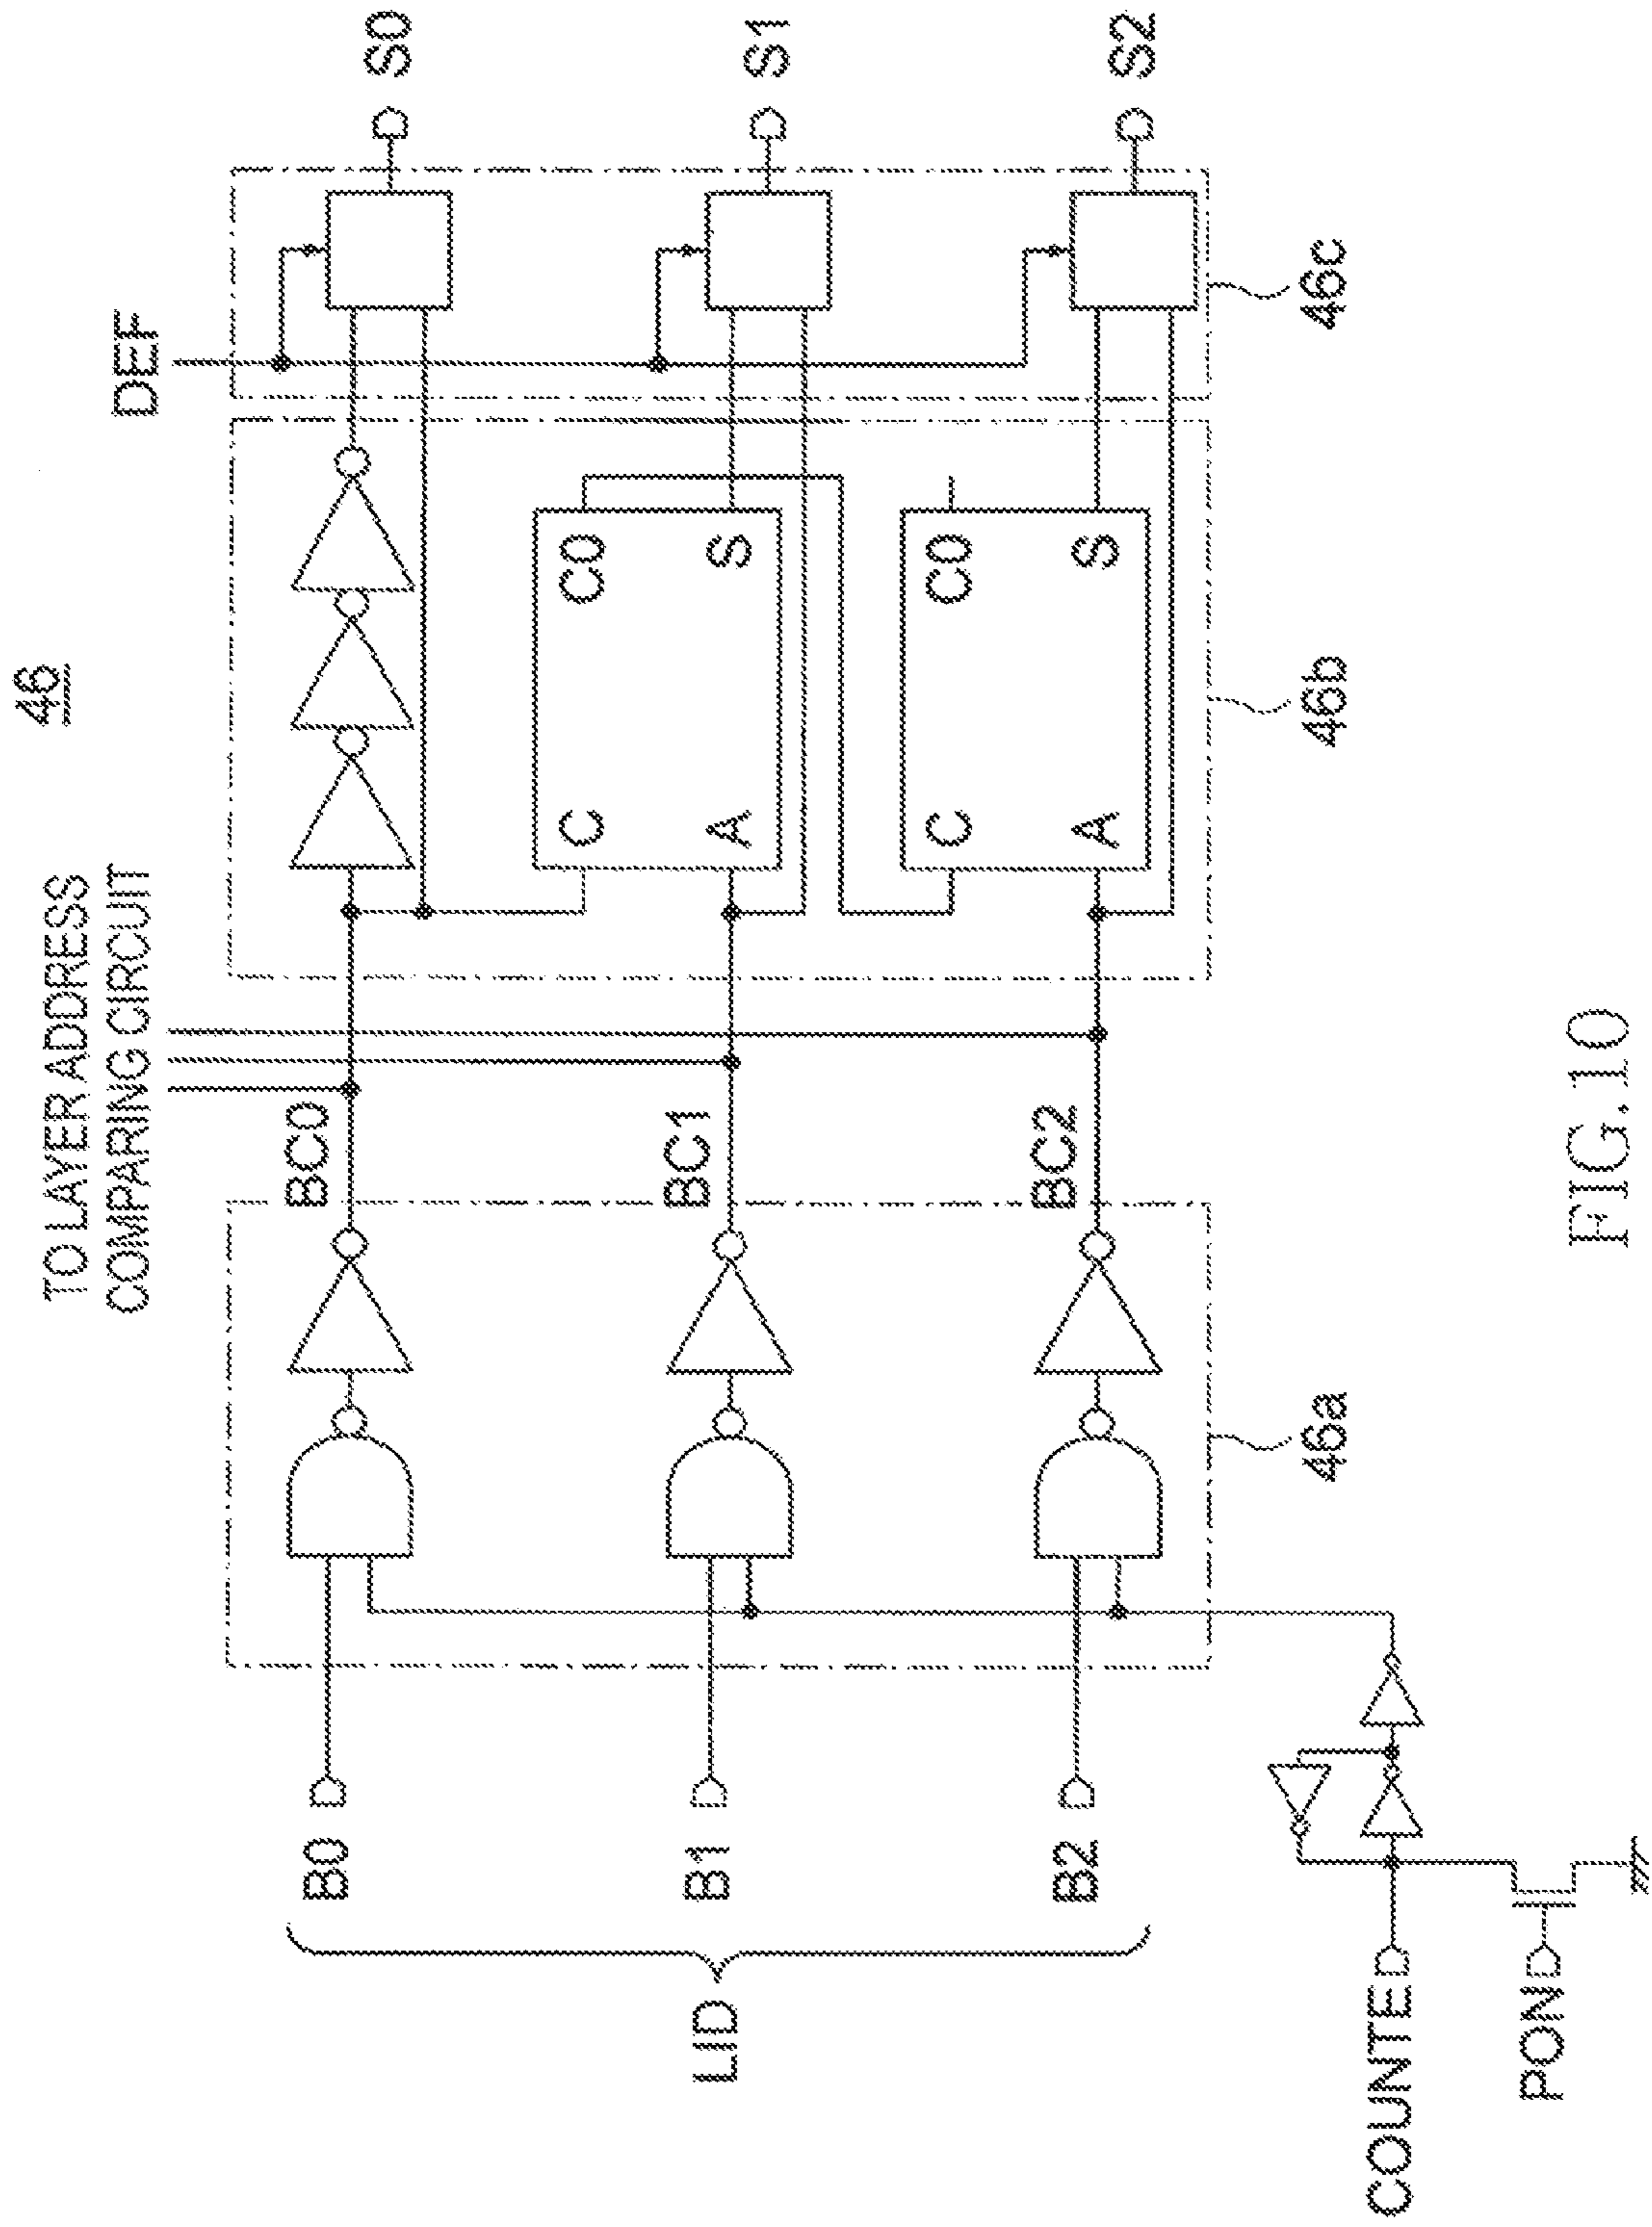 46
TO LAYER ADDRESS
COMPARING CIRCUIT
DEF
LID
B0
BC0
S0
C
C0
A
S
B1
BC1
S1
C
C0
A
S
B2
BC2
S2
46a
46b
46c
COUNTE
PON
FIG.10